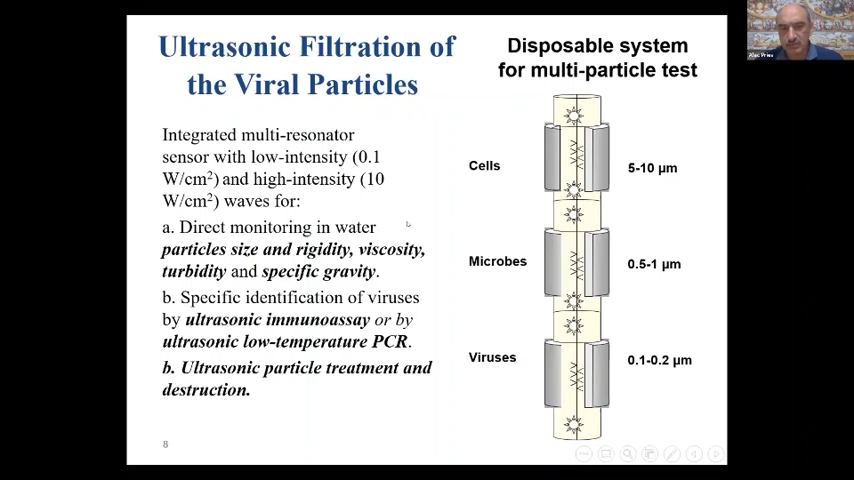 Ultrasonic Filtration of
the Viral Particles
Integrated multi-resonator
sensor with low-intensity (0.1
W/cm²) and high-intensity (10
W/cm²) waves for:
a. Direct monitoring in water
particles size and rigidity, viscosity,
turbidity and specific gravity.
b. Specific identification of viruses
by ultrasonic immunoassay or by
ultrasonic low-temperature PCR.
b. Ultrasonic particle treatment and
destruction.
8
Disposable system
for multi-particle test
Cells
5-10 µm
Microbes
0.5-1 µm
Viruses
0.1-0.2 µm
Alec Priev